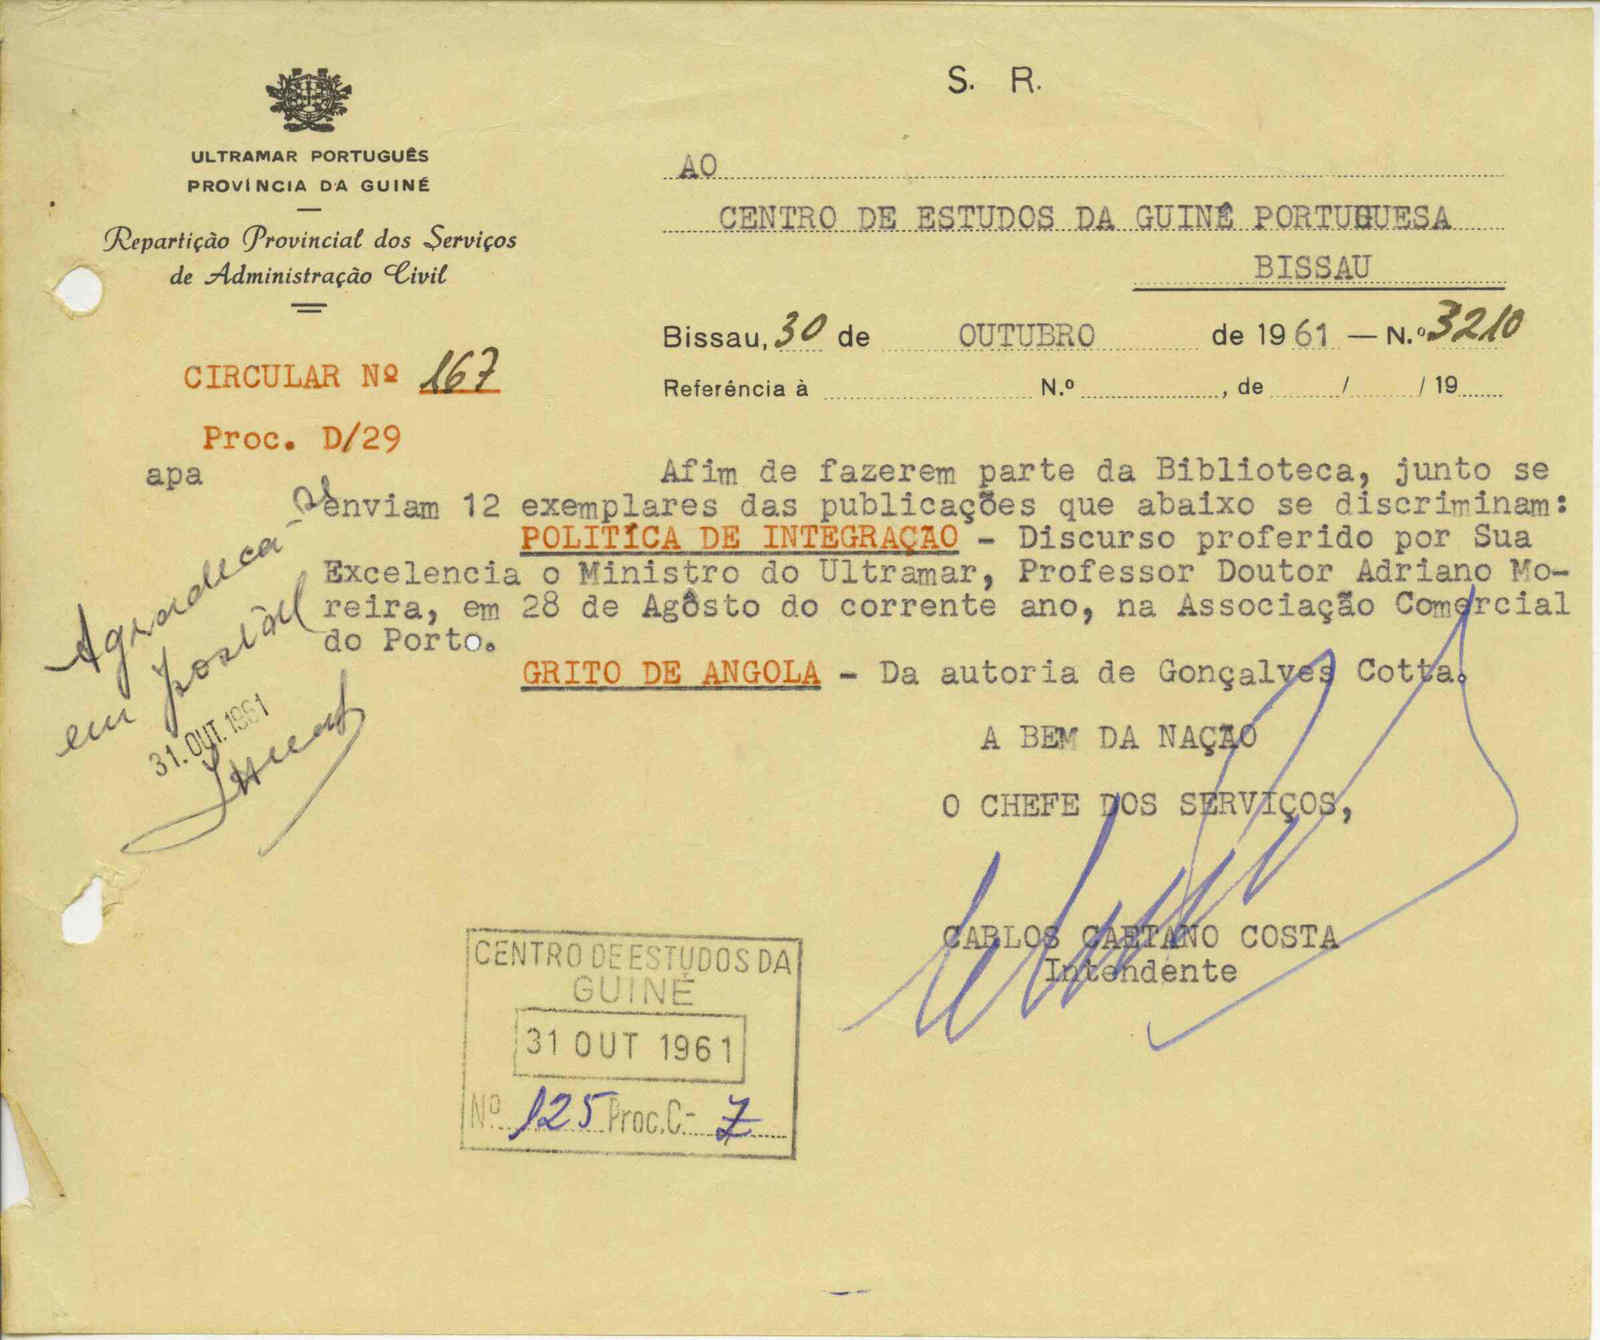 S. R.
ULTRAMAR PORTUGUÊS
PROVÍNCIA DA GUINÉ
Repartição Provincial dos Serviços
de Administração Civil
AO
CENTRO DE ESTUDOS DA GUINÉ PORTUGUESA
BISSAU
Bissau, 30 de OUTUBRO de 1961 — N.º 3210
Referência à N.º , de / / 19
CIRCULAR Nº 167
Proc. D/29
apa
Afim de fazerem parte da Biblioteca, junto se
enviam 12 exemplares das publicações que abaixo se discriminam:
POLITÍCA DE INTEGRAÇÃO - Discurso proferido por Sua
Excelencia o Ministro do Ultramar, Professor Doutor Adriano Mo-
reira, em 28 de Agôsto do corrente ano, na Associação Comercial
do Porto.
GRITO DE ANGOLA - Da autoria de Gonçalves Cotta.
A BEM DA NAÇÃO
O CHEFE DOS SERVIÇOS,
CARLOS CAETANO COSTA
Intendente
Agradeca-se
em postal
31. OUT. 1961
CENTRO DE ESTUDOS DA
GUINÉ
31 OUT 1961
Nº 125 Proc. C- 7